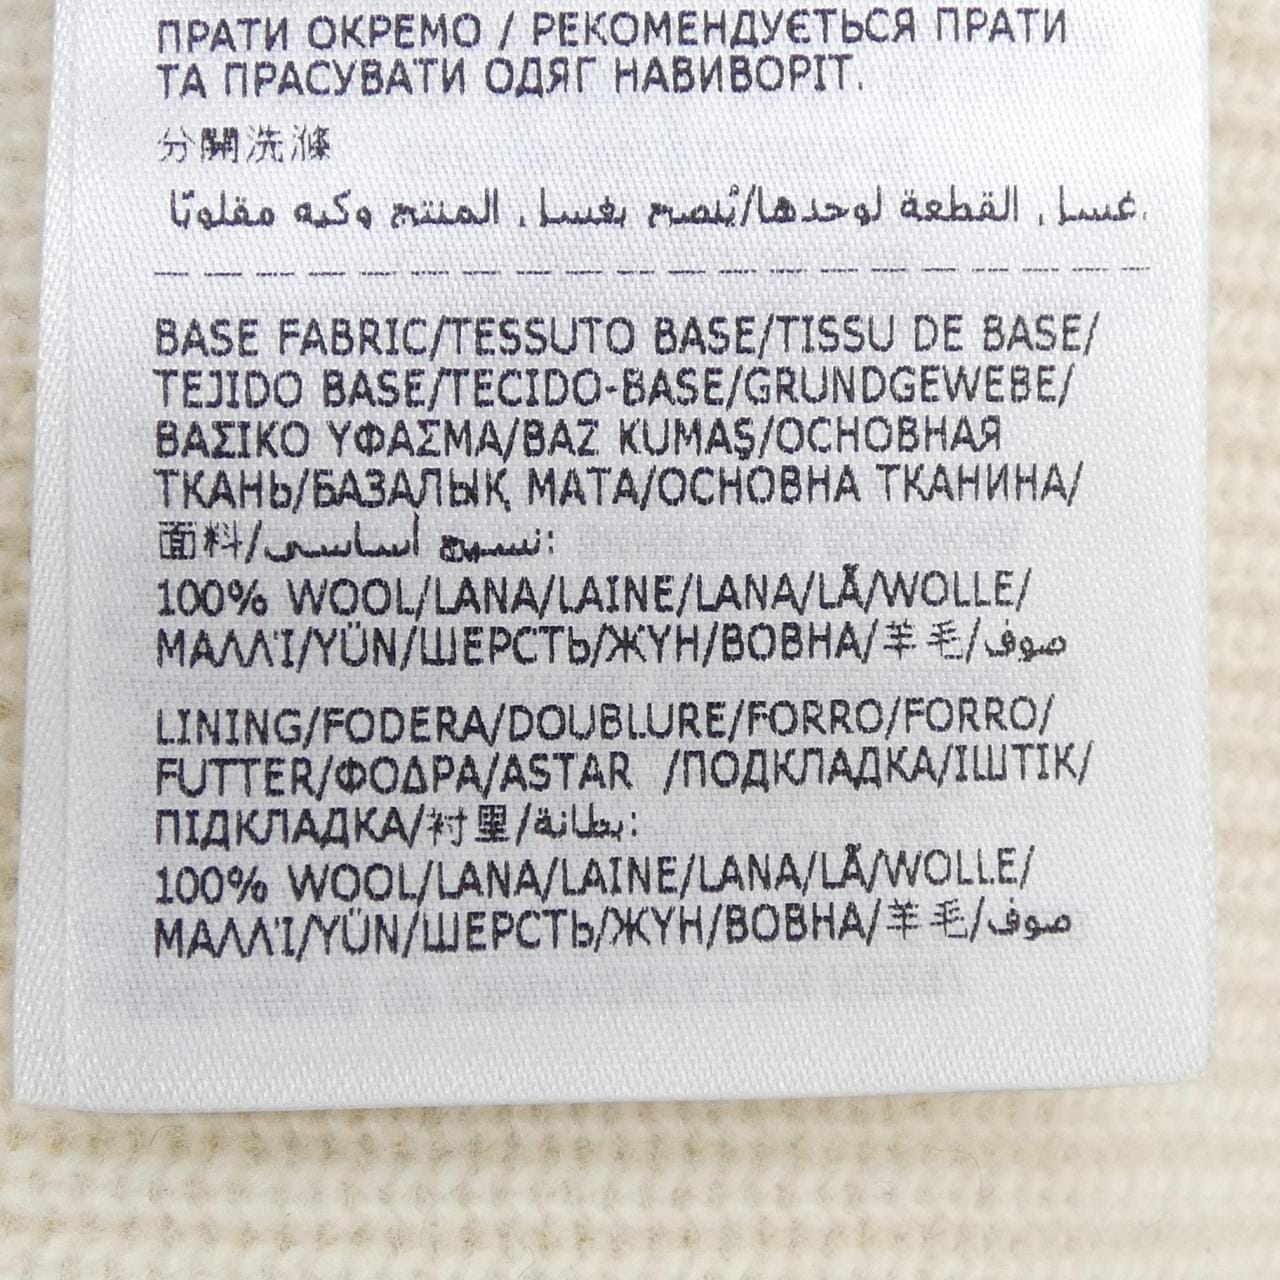 ПРАТИ ОКРЕМО / РЕКОМЕНДУЄТЬСЯ ПРАТИ
ТА ПРАСУВАТИ ОДЯГ НАВИВОРІТ.
分開洗滌
غسل القطعة لوحدها/يُنصح بغسل المنتج وكيه مقلوبًا.
BASE FABRIC/TESSUTO BASE/TISSU DE BASE/
TEJIDO BASE/TECIDO-BASE/GRUNDGEWEBE/
ΒΑΣΙΚΟ ΥΦΑΣΜΑ/BAZ KUMAŞ/ОСНОВНАЯ
ТКАНЬ/БАЗАЛЫҚ МАТА/ОСНОВНА ТКАНИНА/
面料/نسيج أساسي:
100% WOOL/LANA/LAINE/LANA/LÃ/WOLLE/
ΜΑΛΛΊ/YÜN/ШЕРСТЬ/ЖҮН/ВОВНА/羊毛/صوف
LINING/FODERA/DOUBLURE/FORRO/FORRO/
FUTTER/ΦΟΔΡΑ/ASTAR /ПОДКЛАДКА/ІШТІК/
ПІДКЛАДКА/衬里/بطانة:
100% WOOL/LANA/LAINE/LANA/LÃ/WOLLE/
ΜΑΛΛΊ/YÜN/ШЕРСТЬ/ЖҮН/ВОВНА/羊毛/صوف